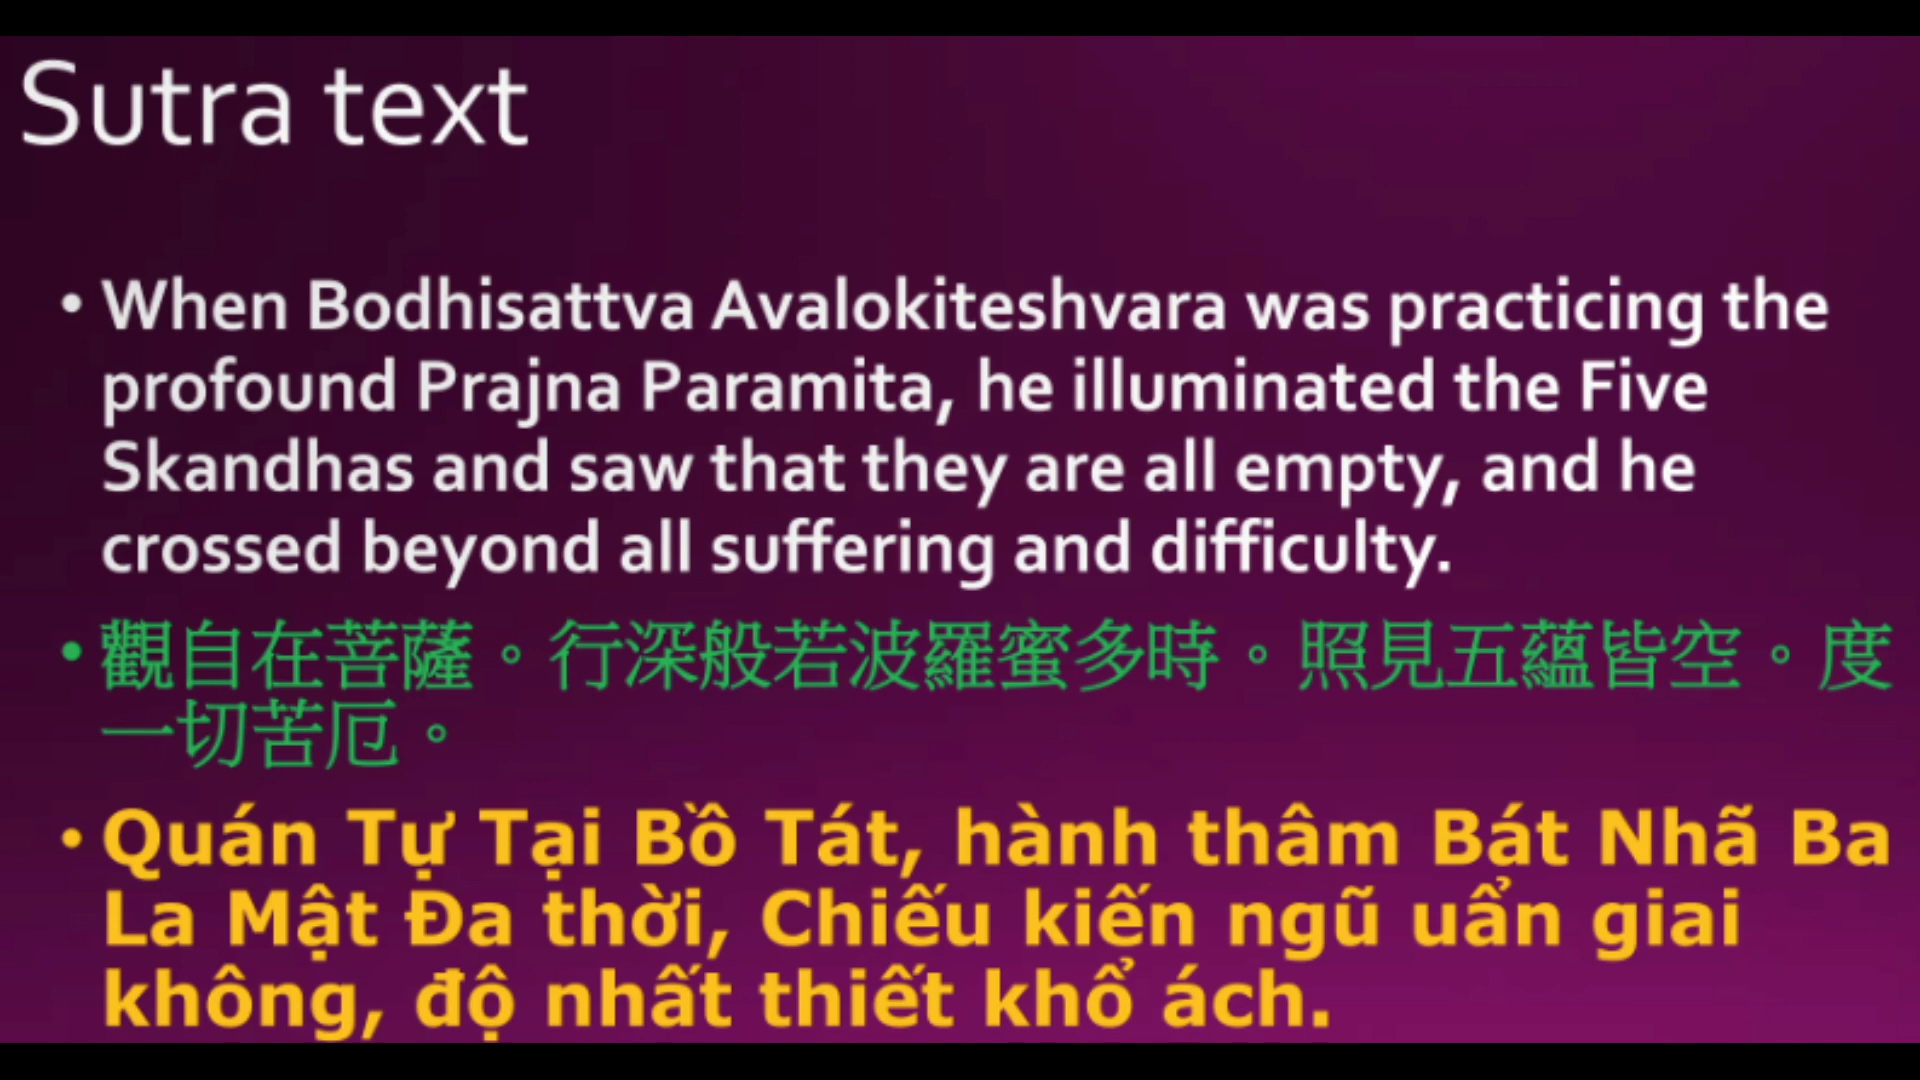 Sutra text
• When Bodhisattva Avalokiteshvara was practicing the
profound Prajna Paramita, he illuminated the Five
Skandhas and saw that they are all empty, and he
crossed beyond all suffering and difficulty.
• 觀自在菩薩。行深般若波羅蜜多時。照見五蘊皆空。度
一切苦厄。
• Quán Tự Tại Bồ Tát, hành thâm Bát Nhã Ba
La Mật Đa thời, Chiếu kiến ngũ uẩn giai
không, độ nhất thiết khổ ách.